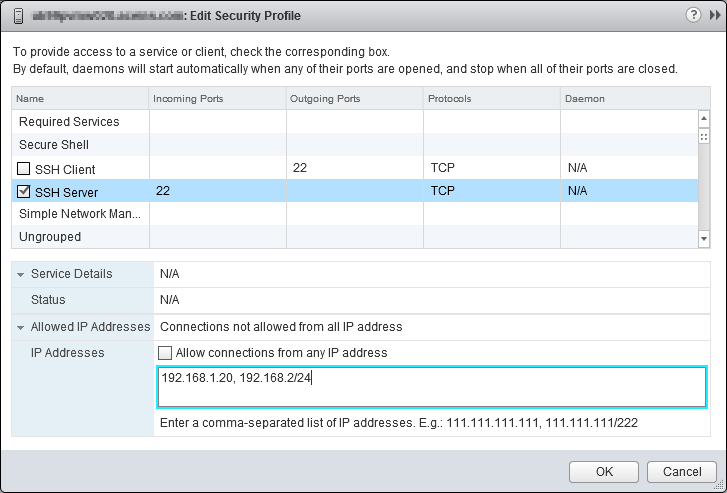 : Edit Security Profile
To provide access to a service or client, check the corresponding box.
By default, daemons will start automatically when any of their ports are opened, and stop when all of their ports are closed.
Name Incoming Ports Outgoing Ports Protocols Daemon
Required Services
Secure Shell
SSH Client 22 TCP N/A
SSH Server 22 TCP N/A
Simple Network Man...
Ungrouped
Service Details N/A
Status N/A
Allowed IP Addresses Connections not allowed from all IP address
IP Addresses Allow connections from any IP address
192.168.1.20, 192.168.2/24
Enter a comma-separated list of IP addresses. E.g.: 111.111.111.111, 111.111.111/222
OK Cancel